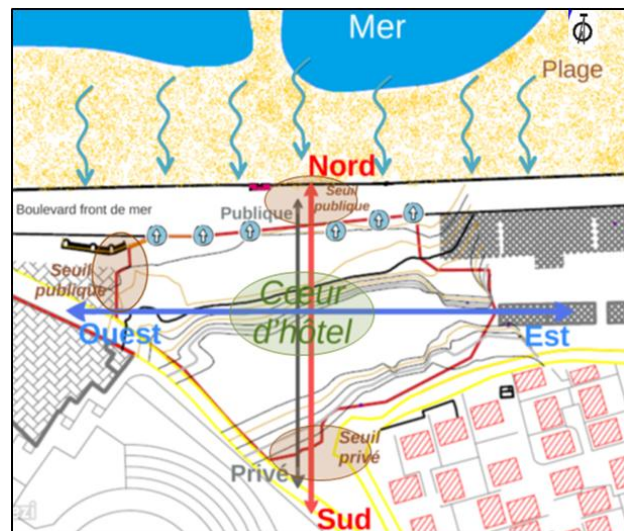 Mer
Plage
Nord
Boulevard front de mer
Publique
Seuil
publique
Seuil
publique
Cœur
d'hôtel
Ouest
Est
Seuil
privé
Privé
Sud